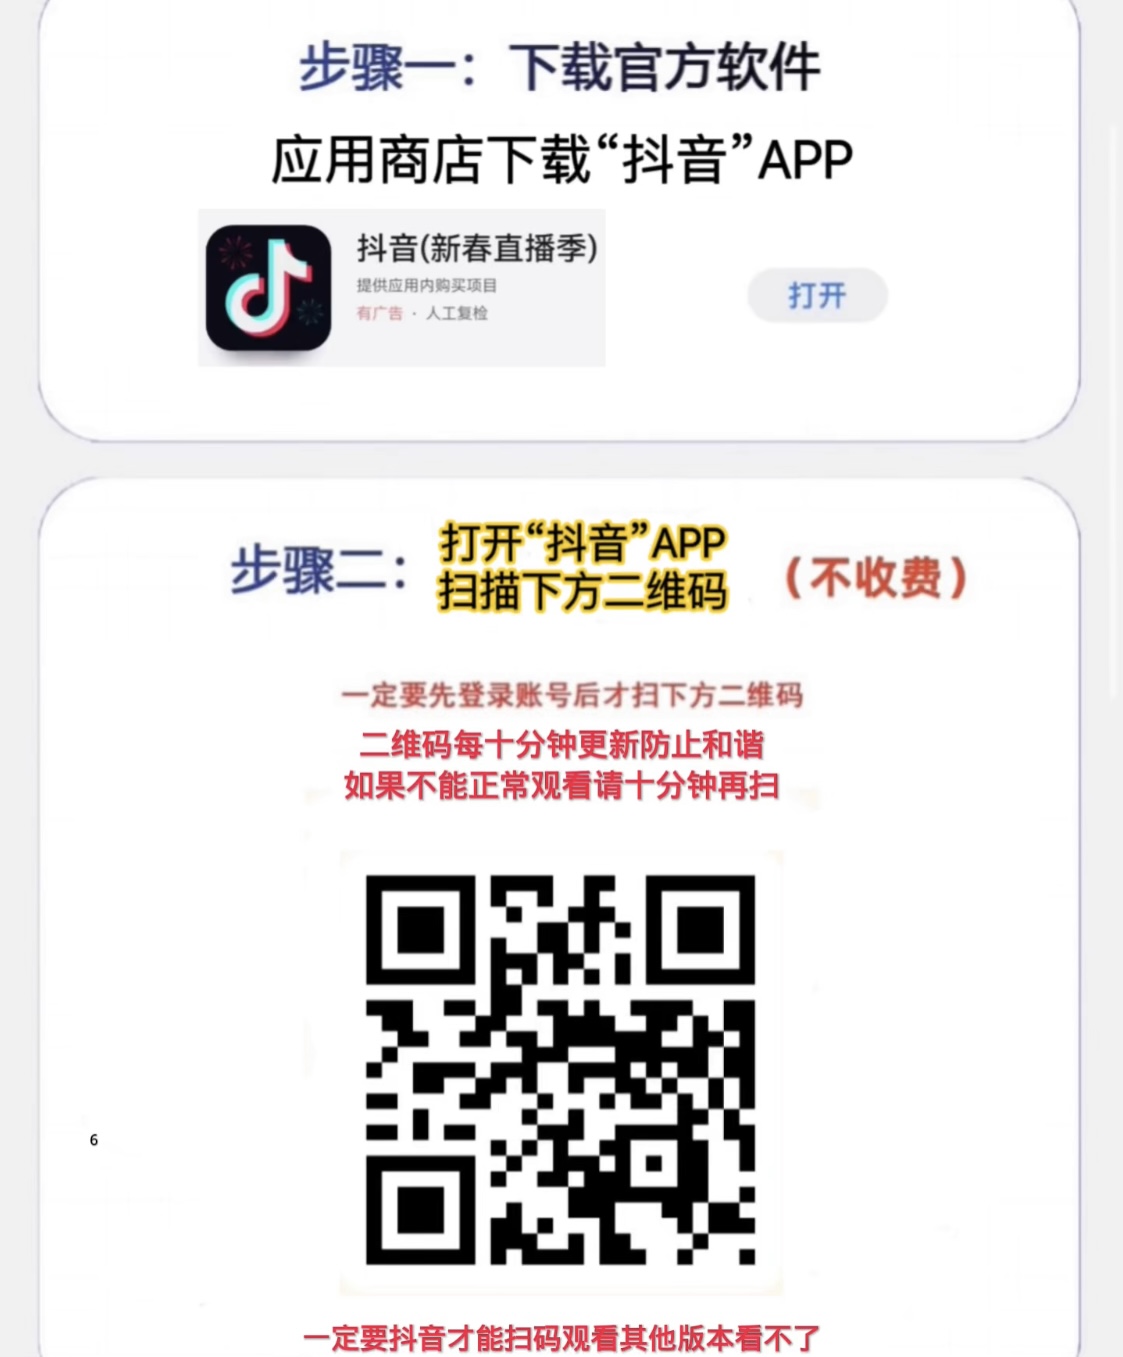 步骤一：下载官方软件
应用商店下载“抖音”APP
抖音(新春直播季)
提供应用内购买项目
有广告 · 人工复检
打开
步骤二：
打开“抖音”APP
扫描下方二维码
（不收费）
一定要先登录账号后才扫下方二维码
二维码每十分钟更新防止和谐
如果不能正常观看请十分钟再扫
6
一定要抖音才能扫码观看其他版本看不了